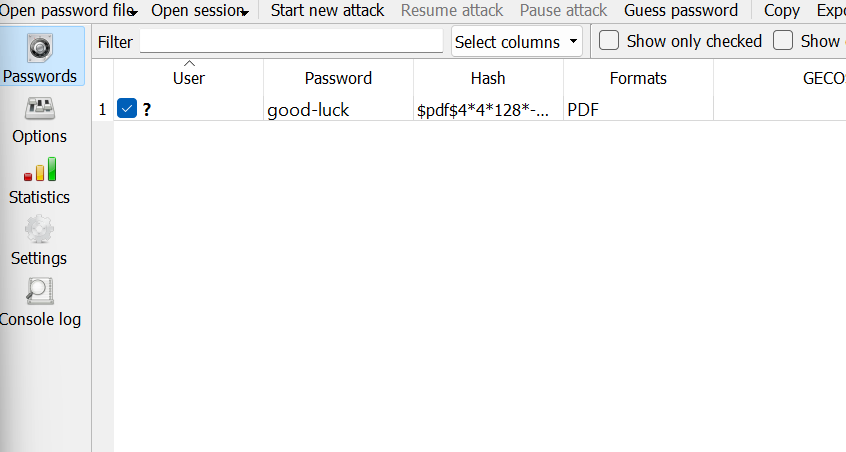 Open password file Open session Start new attack Resume attack Pause attack Guess password Copy
Passwords
Options
Statistics
Settings
Console log
Filter Select columns Show only checked Show
User Password Hash Formats GECO
1 ? good-luck $pdf$4*4*128*-... PDF